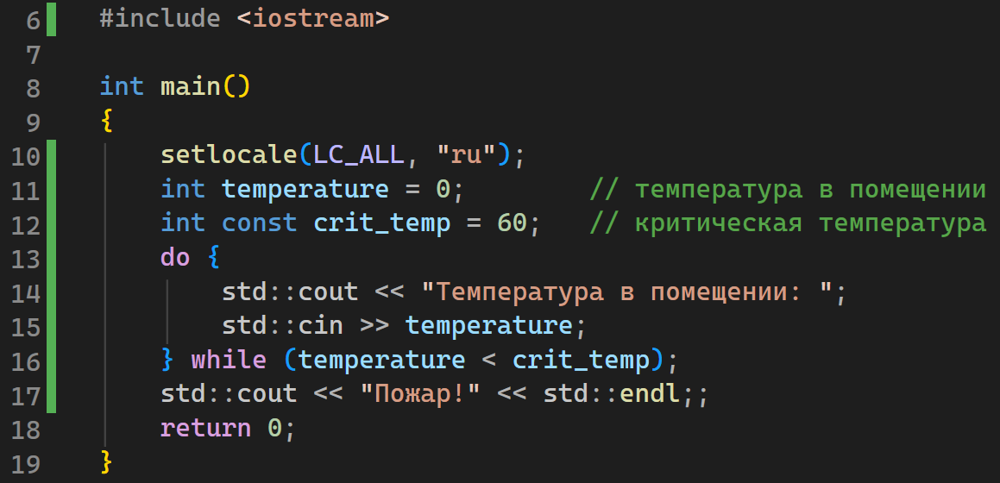 6 #include <iostream>
7
8 int main()
9 {
10 setlocale(LC_ALL, "ru");
11 int temperature = 0; // температура в помещении
12 int const crit_temp = 60; // критическая температура
13 do {
14 std::cout << "Температура в помещении: ";
15 std::cin >> temperature;
16 } while (temperature < crit_temp);
17 std::cout << "Пожар!" << std::endl;;
18 return 0;
19 }